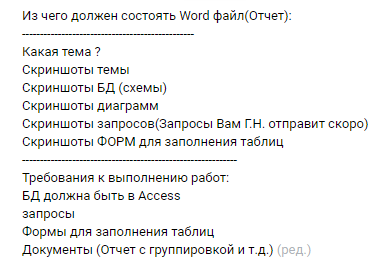 Из чего должен состоять Word файл(Отчет):
------------------------------------------------
Какая тема ?
Скриншоты темы
Скриншоты БД (схемы)
Скриншоты диаграмм
Скриншоты запросов(Запросы Вам Г.Н. отправит скоро)
Скриншоты ФОРМ для заполнения таблиц
------------------------------------------------------------
Требования к выполнению работ:
БД должна быть в Access
запросы
Формы для заполнения таблиц
Документы (Отчет с группировкой и т.д.) (ред.)